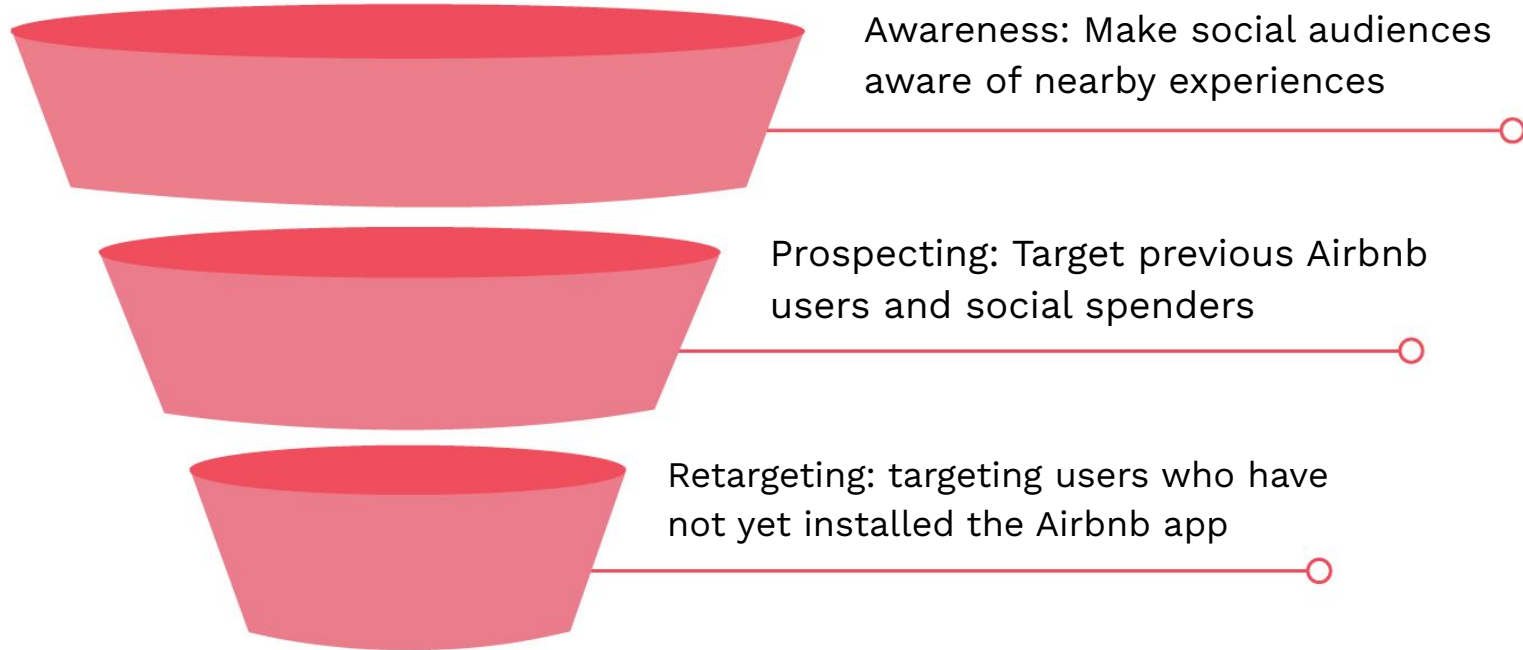 Awareness: Make social audiences
aware of nearby experiences
Prospecting: Target previous Airbnb
users and social spenders
Retargeting: targeting users who have
not yet installed the Airbnb app